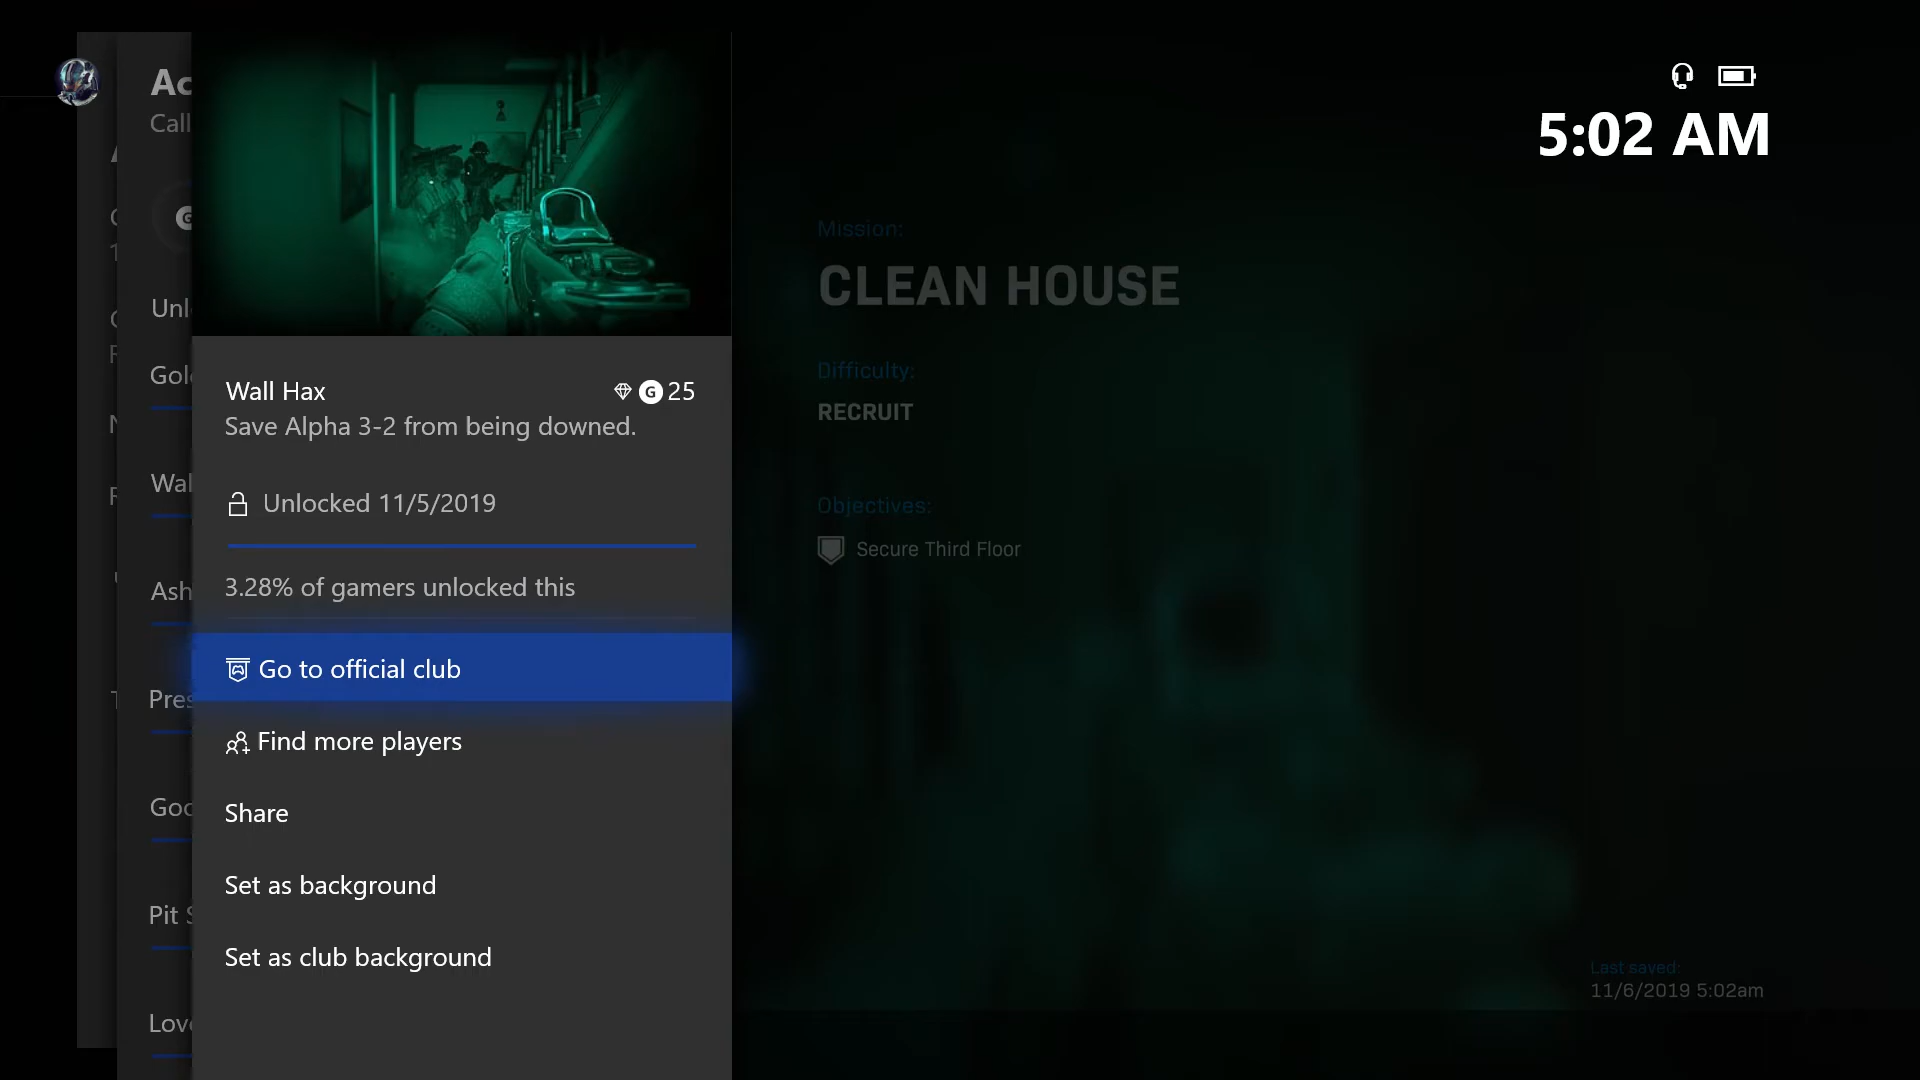 5:02 AM
Ac
Call
Unl
Gol
Wal
Ash
Pres
Goo
Pit S
Love
Wall Hax
G 25
Save Alpha 3-2 from being downed.
Unlocked 11/5/2019
3.28% of gamers unlocked this
Go to official club
Find more players
Share
Set as background
Set as club background
Mission:
CLEAN HOUSE
Difficulty:
RECRUIT
Objectives:
Secure Third Floor
Last saved:
11/6/2019 5:02am